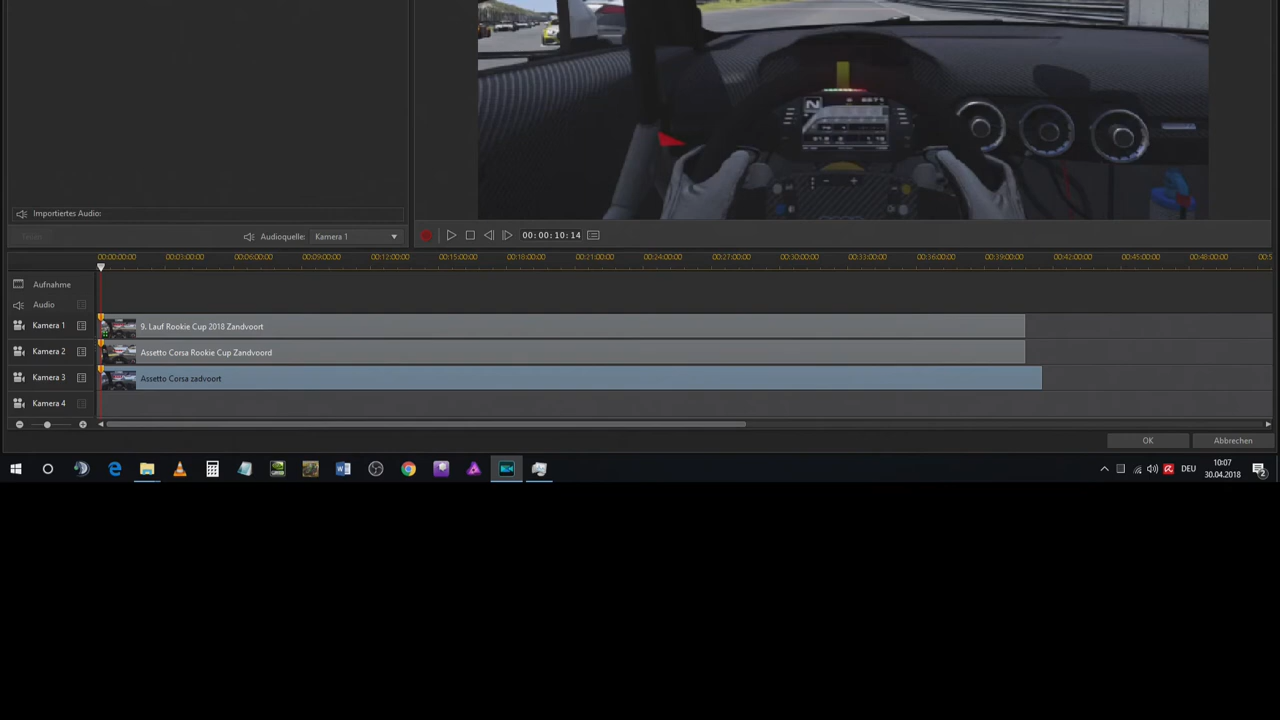 Importiertes Audio:
Audioquelle: Kamera 1
00:00:10:14
00:00:00:00 00:03:00:00 00:06:00:00 00:09:00:00 00:12:00:00 00:15:00:00 00:18:00:00 00:21:00:00 00:24:00:00 00:27:00:00 00:30:00:00 00:33:00:00 00:36:00:00 00:39:00:00 00:42:00:00 00:45:00:00 00:48:00:00
Aufnahme
Audio
Kamera 1 9. Lauf Rookie Cup 2018 Zandvoort
Kamera 2 Assetto Corsa Rookie Cup Zandvoord
Kamera 3 Assetto Corsa zadvoort
Kamera 4
OK Abbrechen
DEU 10:07
30.04.2018
2